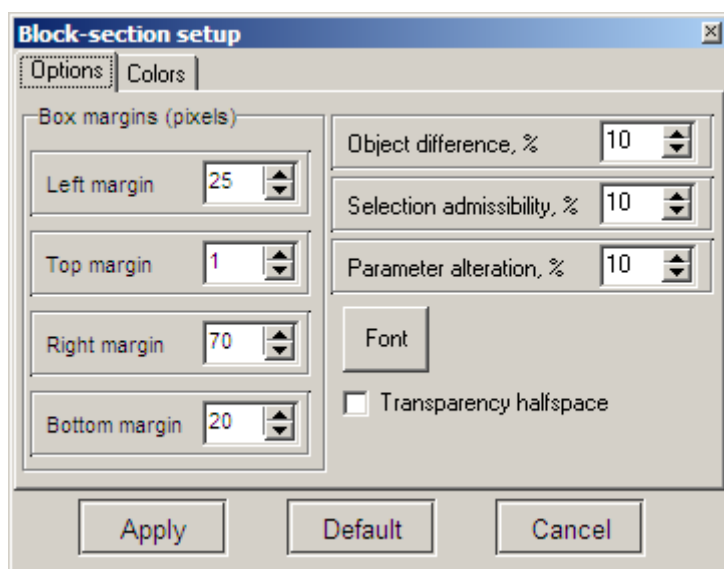 Block-section setup
Options Colors
Box margins (pixels)
Left margin 25
Top margin 1
Right margin 70
Bottom margin 20
Object difference, % 10
Selection admissibility, % 10
Parameter alteration, % 10
Font
Transparency halfspace
Apply Default Cancel